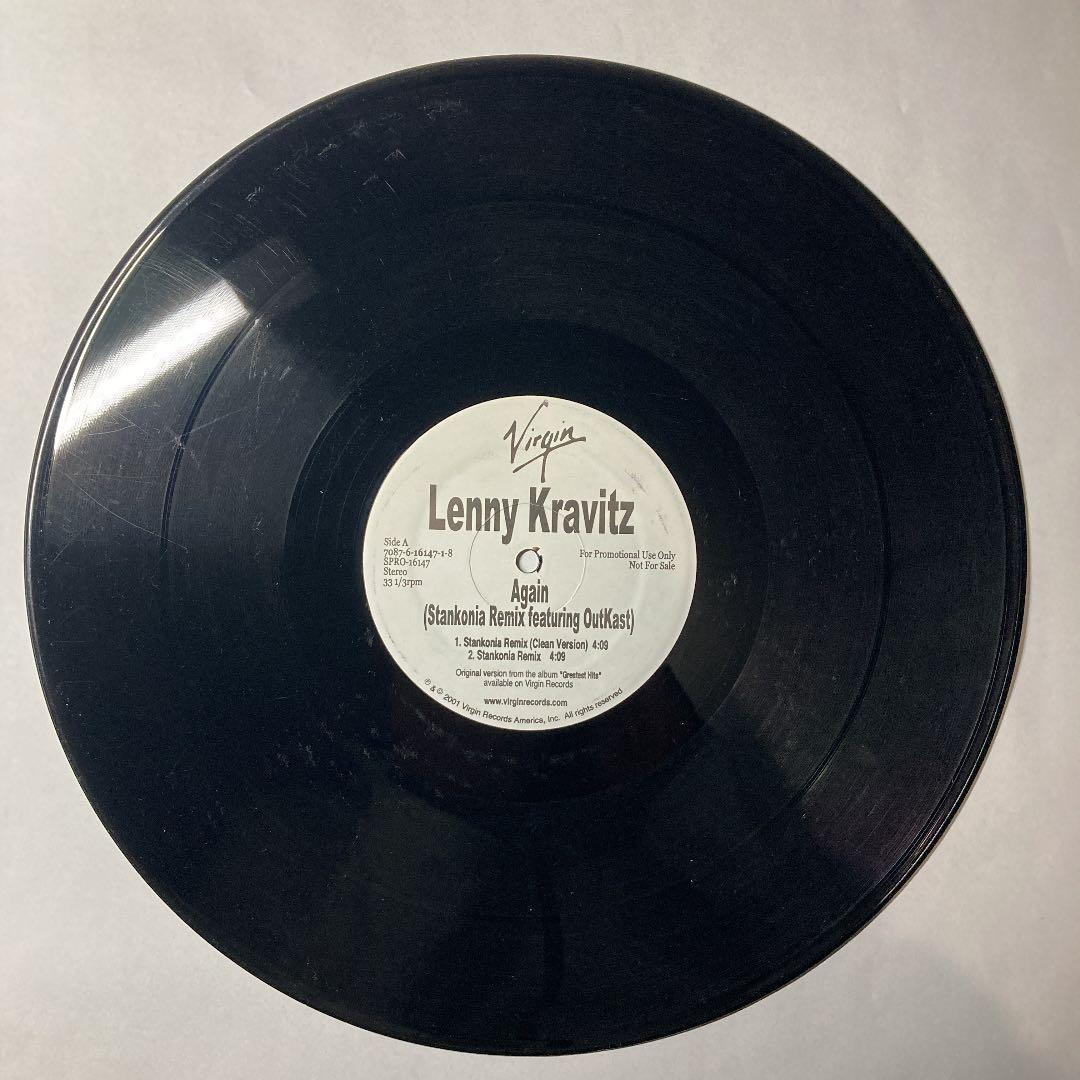 Virgin
Lenny Kravitz
Side A
7087-6-16147-1-8
SPRO-16147
Stereo
33 1/3rpm
For Promotional Use Only
Not For Sale
Again
(Stankonia Remix featuring OutKast)
1. Stankonia Remix (Clean Version) 4:09
2. Stankonia Remix 4:09
Original version from the album "Greatest Hits"
available on Virgin Records
www.virginrecords.com
℗ & © 2001 Virgin Records America, Inc. All rights reserved